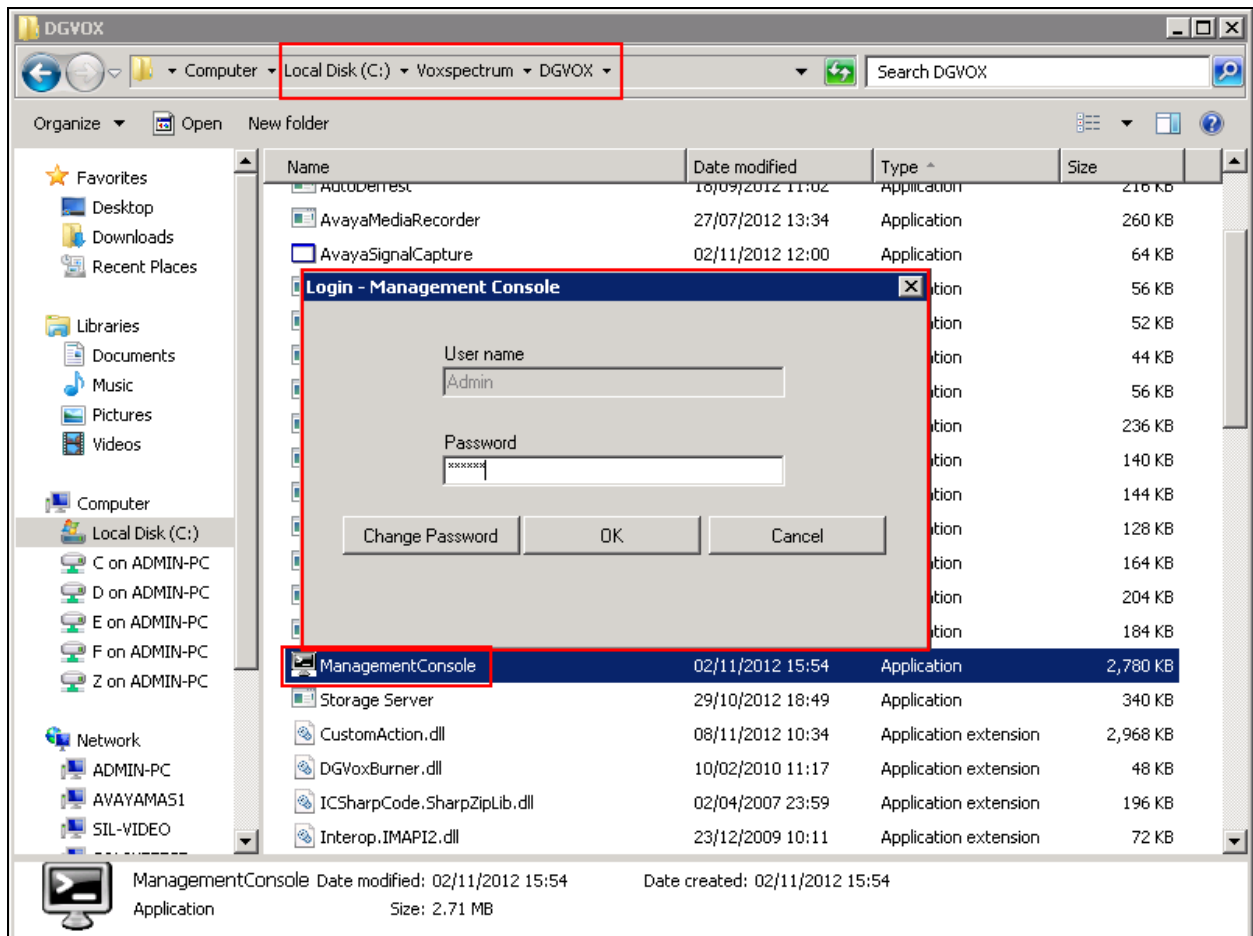 DGVOX
Computer Local Disk (C:) Voxspectrum DGVOX Search DGVOX
Organize Open New folder
Name Date modified Type Size
Favorites
Desktop
Downloads
Recent Places
Libraries
Documents
Music
Pictures
Videos
Computer
Local Disk (C:)
C on ADMIN-PC
D on ADMIN-PC
E on ADMIN-PC
F on ADMIN-PC
Z on ADMIN-PC
Network
ADMIN-PC
AVAYAMAS1
SIL-VIDEO
18/09/2012 11:02 Application 216 KB
AvayaMediaRecorder 27/07/2012 13:34 Application 260 KB
AvayaSignalCapture 02/11/2012 12:00 Application 64 KB
56 KB
52 KB
44 KB
56 KB
236 KB
140 KB
144 KB
128 KB
164 KB
204 KB
184 KB
Login - Management Console
User name
Admin
Password
xxxxxx
Change Password OK Cancel
ManagementConsole 02/11/2012 15:54 Application 2,780 KB
Storage Server 29/10/2012 18:49 Application 340 KB
CustomAction.dll 08/11/2012 10:34 Application extension 2,968 KB
DGVoxBurner.dll 10/02/2010 11:17 Application extension 48 KB
ICSharpCode.SharpZipLib.dll 02/04/2007 23:59 Application extension 196 KB
Interop.IMAPI2.dll 23/12/2009 10:11 Application extension 72 KB
ManagementConsole Date modified: 02/11/2012 15:54 Date created: 02/11/2012 15:54
Application Size: 2.71 MB